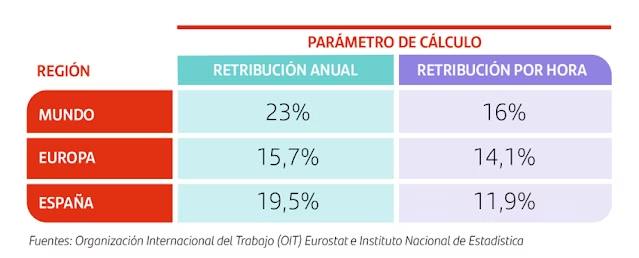 PARÁMETRO DE CÁLCULO
REGIÓN RETRIBUCIÓN ANUAL RETRIBUCIÓN POR HORA
MUNDO 23% 16%
EUROPA 15,7% 14,1%
ESPAÑA 19,5% 11,9%
Fuentes: Organización Internacional del Trabajo (OIT) Eurostat e Instituto Nacional de Estadística